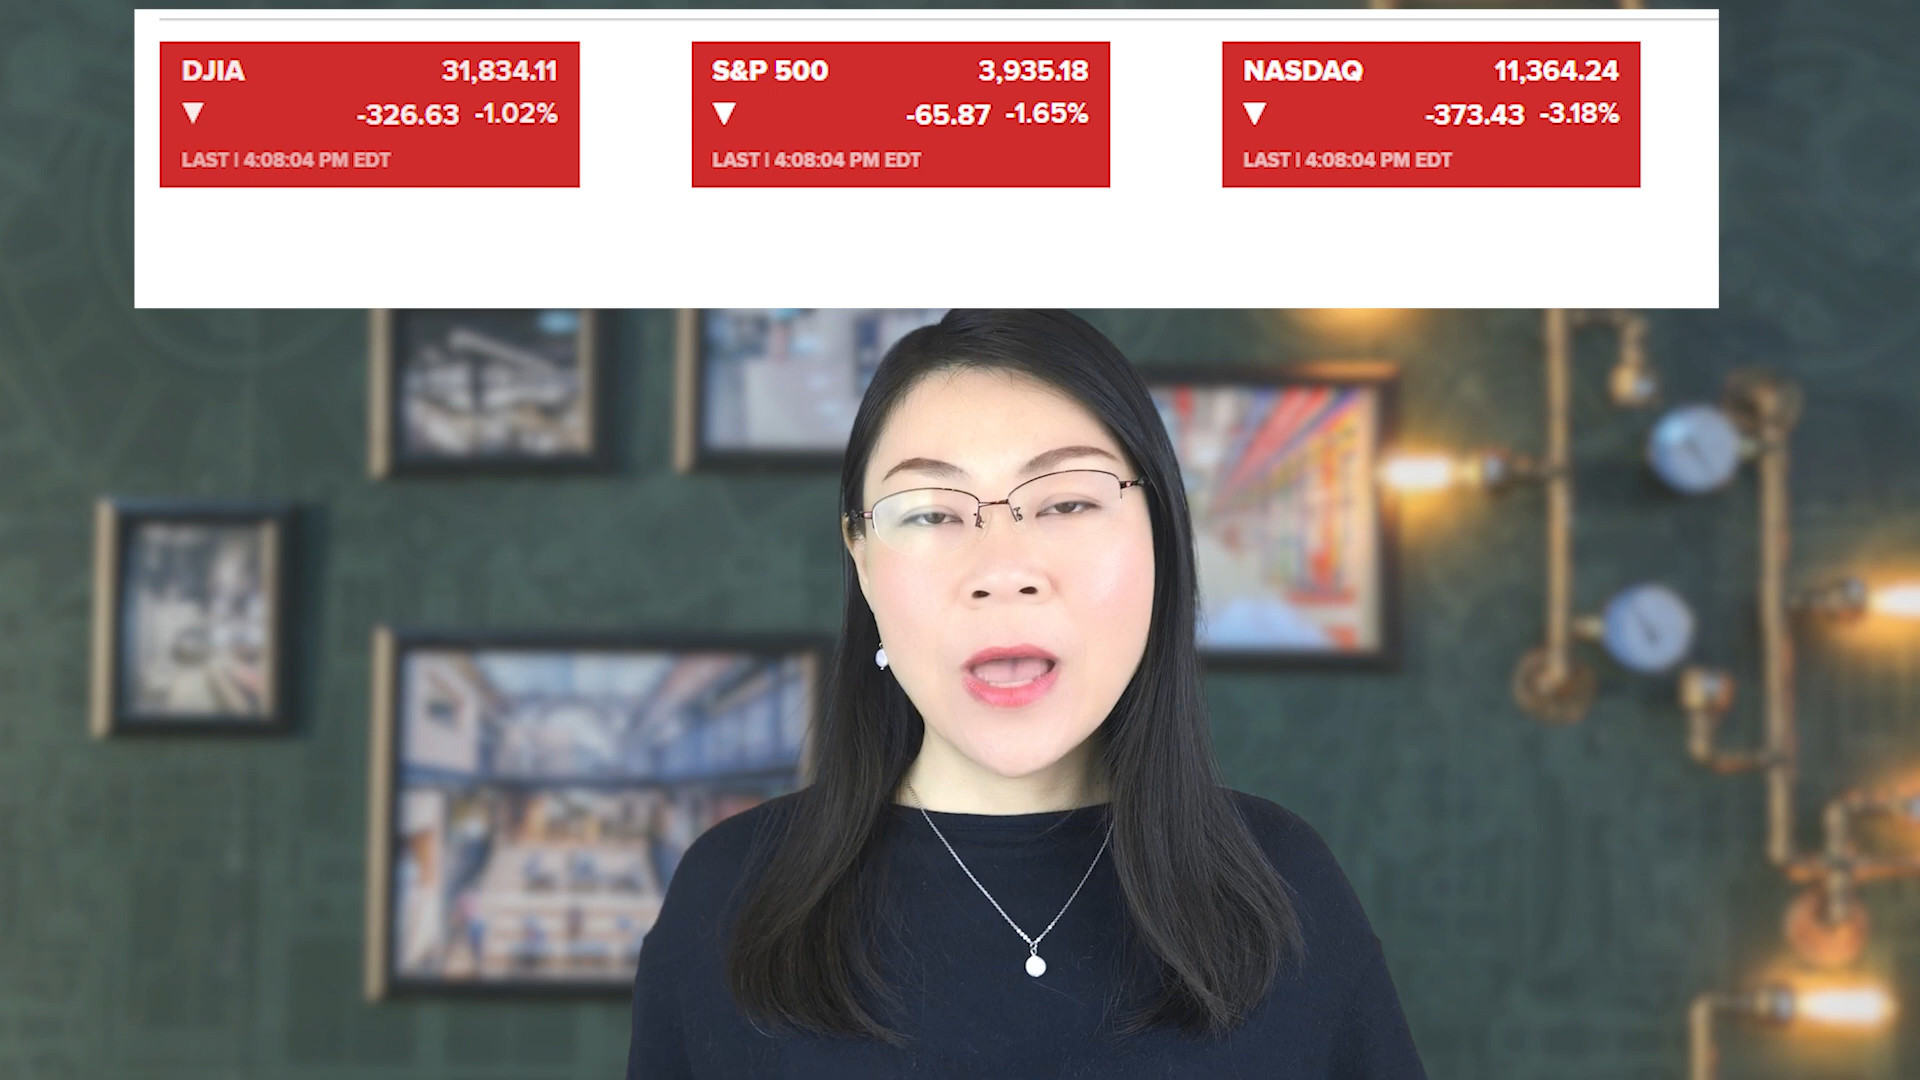 DJIA 31,834.11
▼ -326.63 -1.02%
LAST | 4:08:04 PM EDT
S&P 500 3,935.18
▼ -65.87 -1.65%
LAST | 4:08:04 PM EDT
NASDAQ 11,364.24
▼ -373.43 -3.18%
LAST | 4:08:04 PM EDT